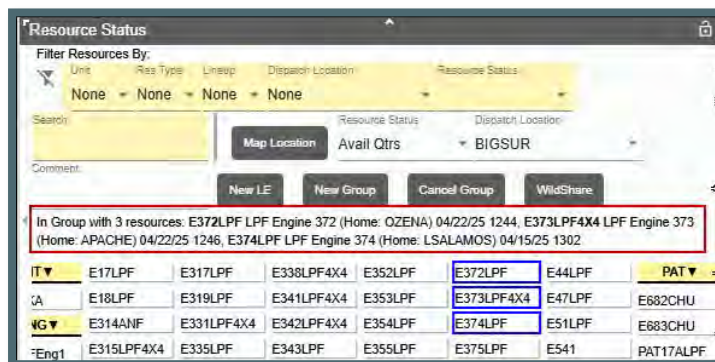 Resource Status
Filter Resources By:
Unit Res Type Lineup Dispatch Location Resource Status
None None None None
Search Resource Status Dispatch Location
Map Location Avail Qtrs BIGSUR
Comment
New LE New Group Cancel Group WildShare
In Group with 3 resources: E372LPF LPF Engine 372 (Home: OZENA) 04/22/25 1244, E373LPF4X4 LPF Engine 373
(Home: APACHE) 04/22/25 1246, E374LPF LPF Engine 374 (Home: LSALAMOS) 04/15/25 1302
IT▼ E17LPF E317LPF E338LPF4X4 E352LPF E372LPF E44LPF PAT▼
KA E18LPF E319LPF E341LPF4X4 E353LPF E373LPF4X4 E47LPF E682CHU
NG▼ E314ANF E331LPF4X4 E342LPF4X4 E354LPF E374LPF E51LPF E683CHU
Eng1 E315LPF4X4 E335LPF E343LPF E355LPF E375LPF E541 PAT17ALPF